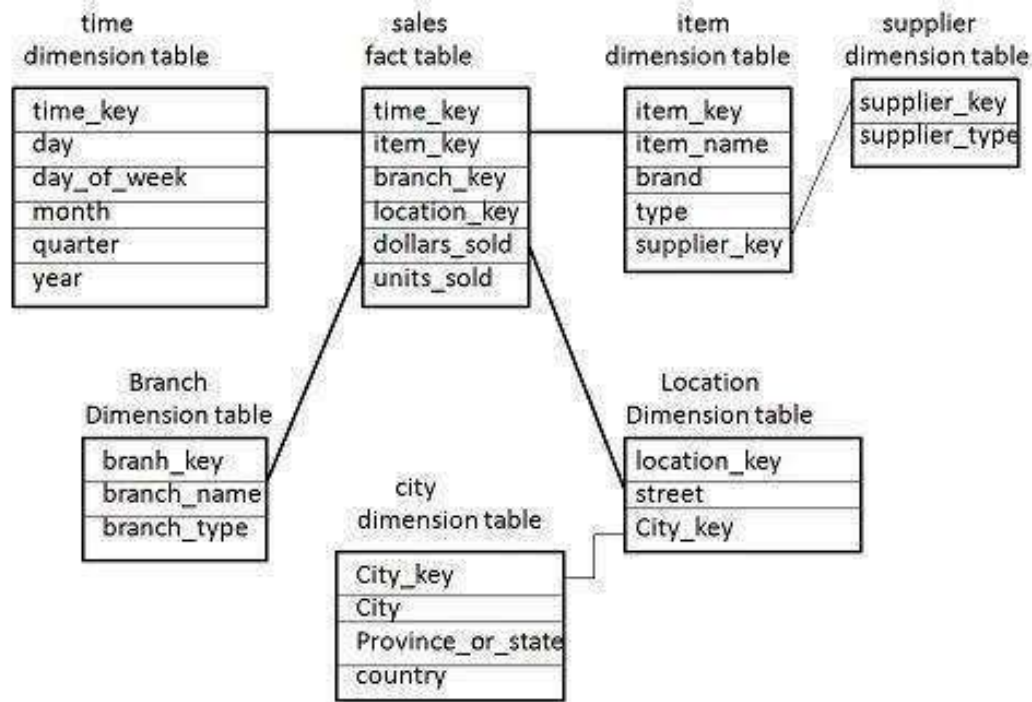 time
dimension table
time_key
day
day_of_week
month
quarter
year
sales
fact table
time_key
item_key
branch_key
location_key
dollars_sold
units_sold
item
dimension table
item_key
item_name
brand
type
supplier_key
supplier
dimension table
supplier_key
supplier_type
Branch
Dimension table
branh_key
branch_name
branch_type
city
dimension table
City_key
City
Province_or_state
country
Location
Dimension table
location_key
street
City_key